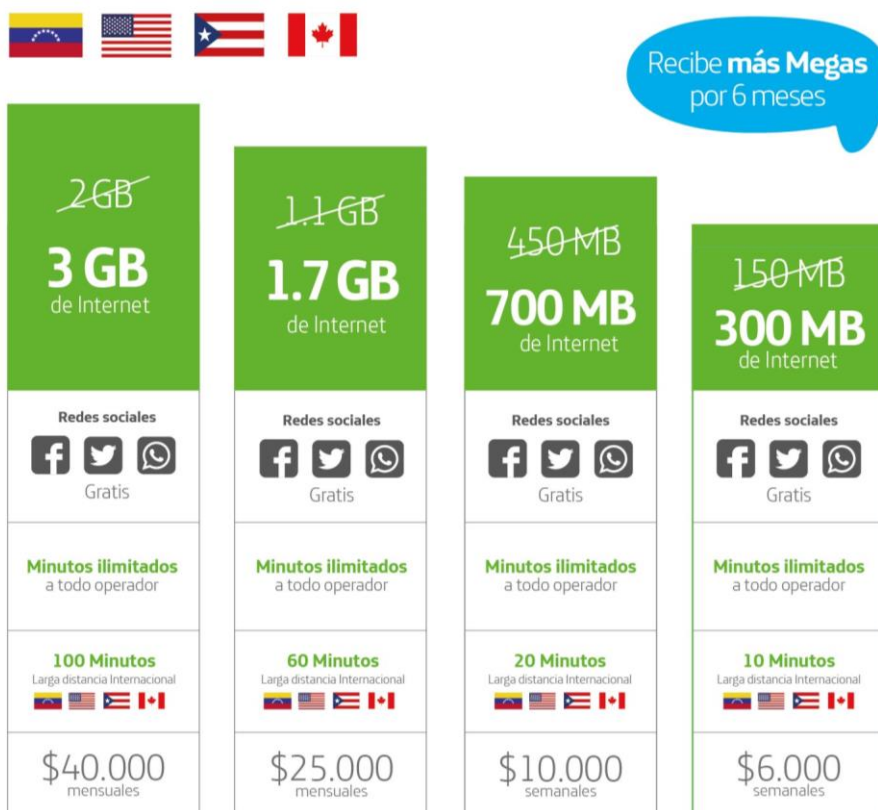 Recibe más Megas
por 6 meses
2 GB
3 GB
de Internet
Redes sociales
Gratis
Minutos ilimitados
a todo operador
100 Minutos
Larga distancia Internacional
$40.000
mensuales
1.1 GB
1.7 GB
de Internet
Redes sociales
Gratis
Minutos ilimitados
a todo operador
60 Minutos
Larga distancia Internacional
$25.000
mensuales
450 MB
700 MB
de Internet
Redes sociales
Gratis
Minutos ilimitados
a todo operador
20 Minutos
Larga distancia Internacional
$10.000
semanales
150 MB
300 MB
de Internet
Redes sociales
Gratis
Minutos ilimitados
a todo operador
10 Minutos
Larga distancia Internacional
$6.000
semanales